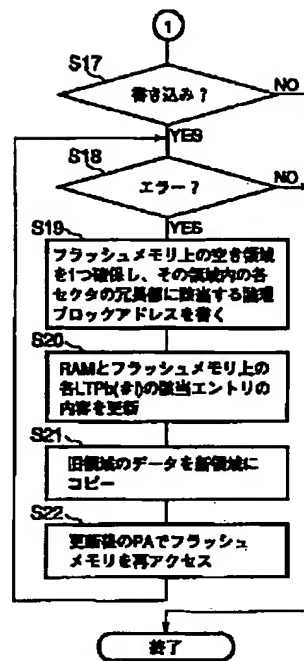 1
S17
書き込み?
NO
YES
S18
NO
エラー?
YES
S19
フラッシュメモリ上の空き領域
を1つ確保し、その領域内の各
セクタの冗長部に該当する論理
ブロックアドレスを書く
S20
RAMとフラッシュメモリ上の
各LTPb(#i)の該当エントリの
内容を更新
S21
旧領域のデータを新領域に
コピー
S22
更新後のPAでフラッシュ
メモリを再アクセス
終了